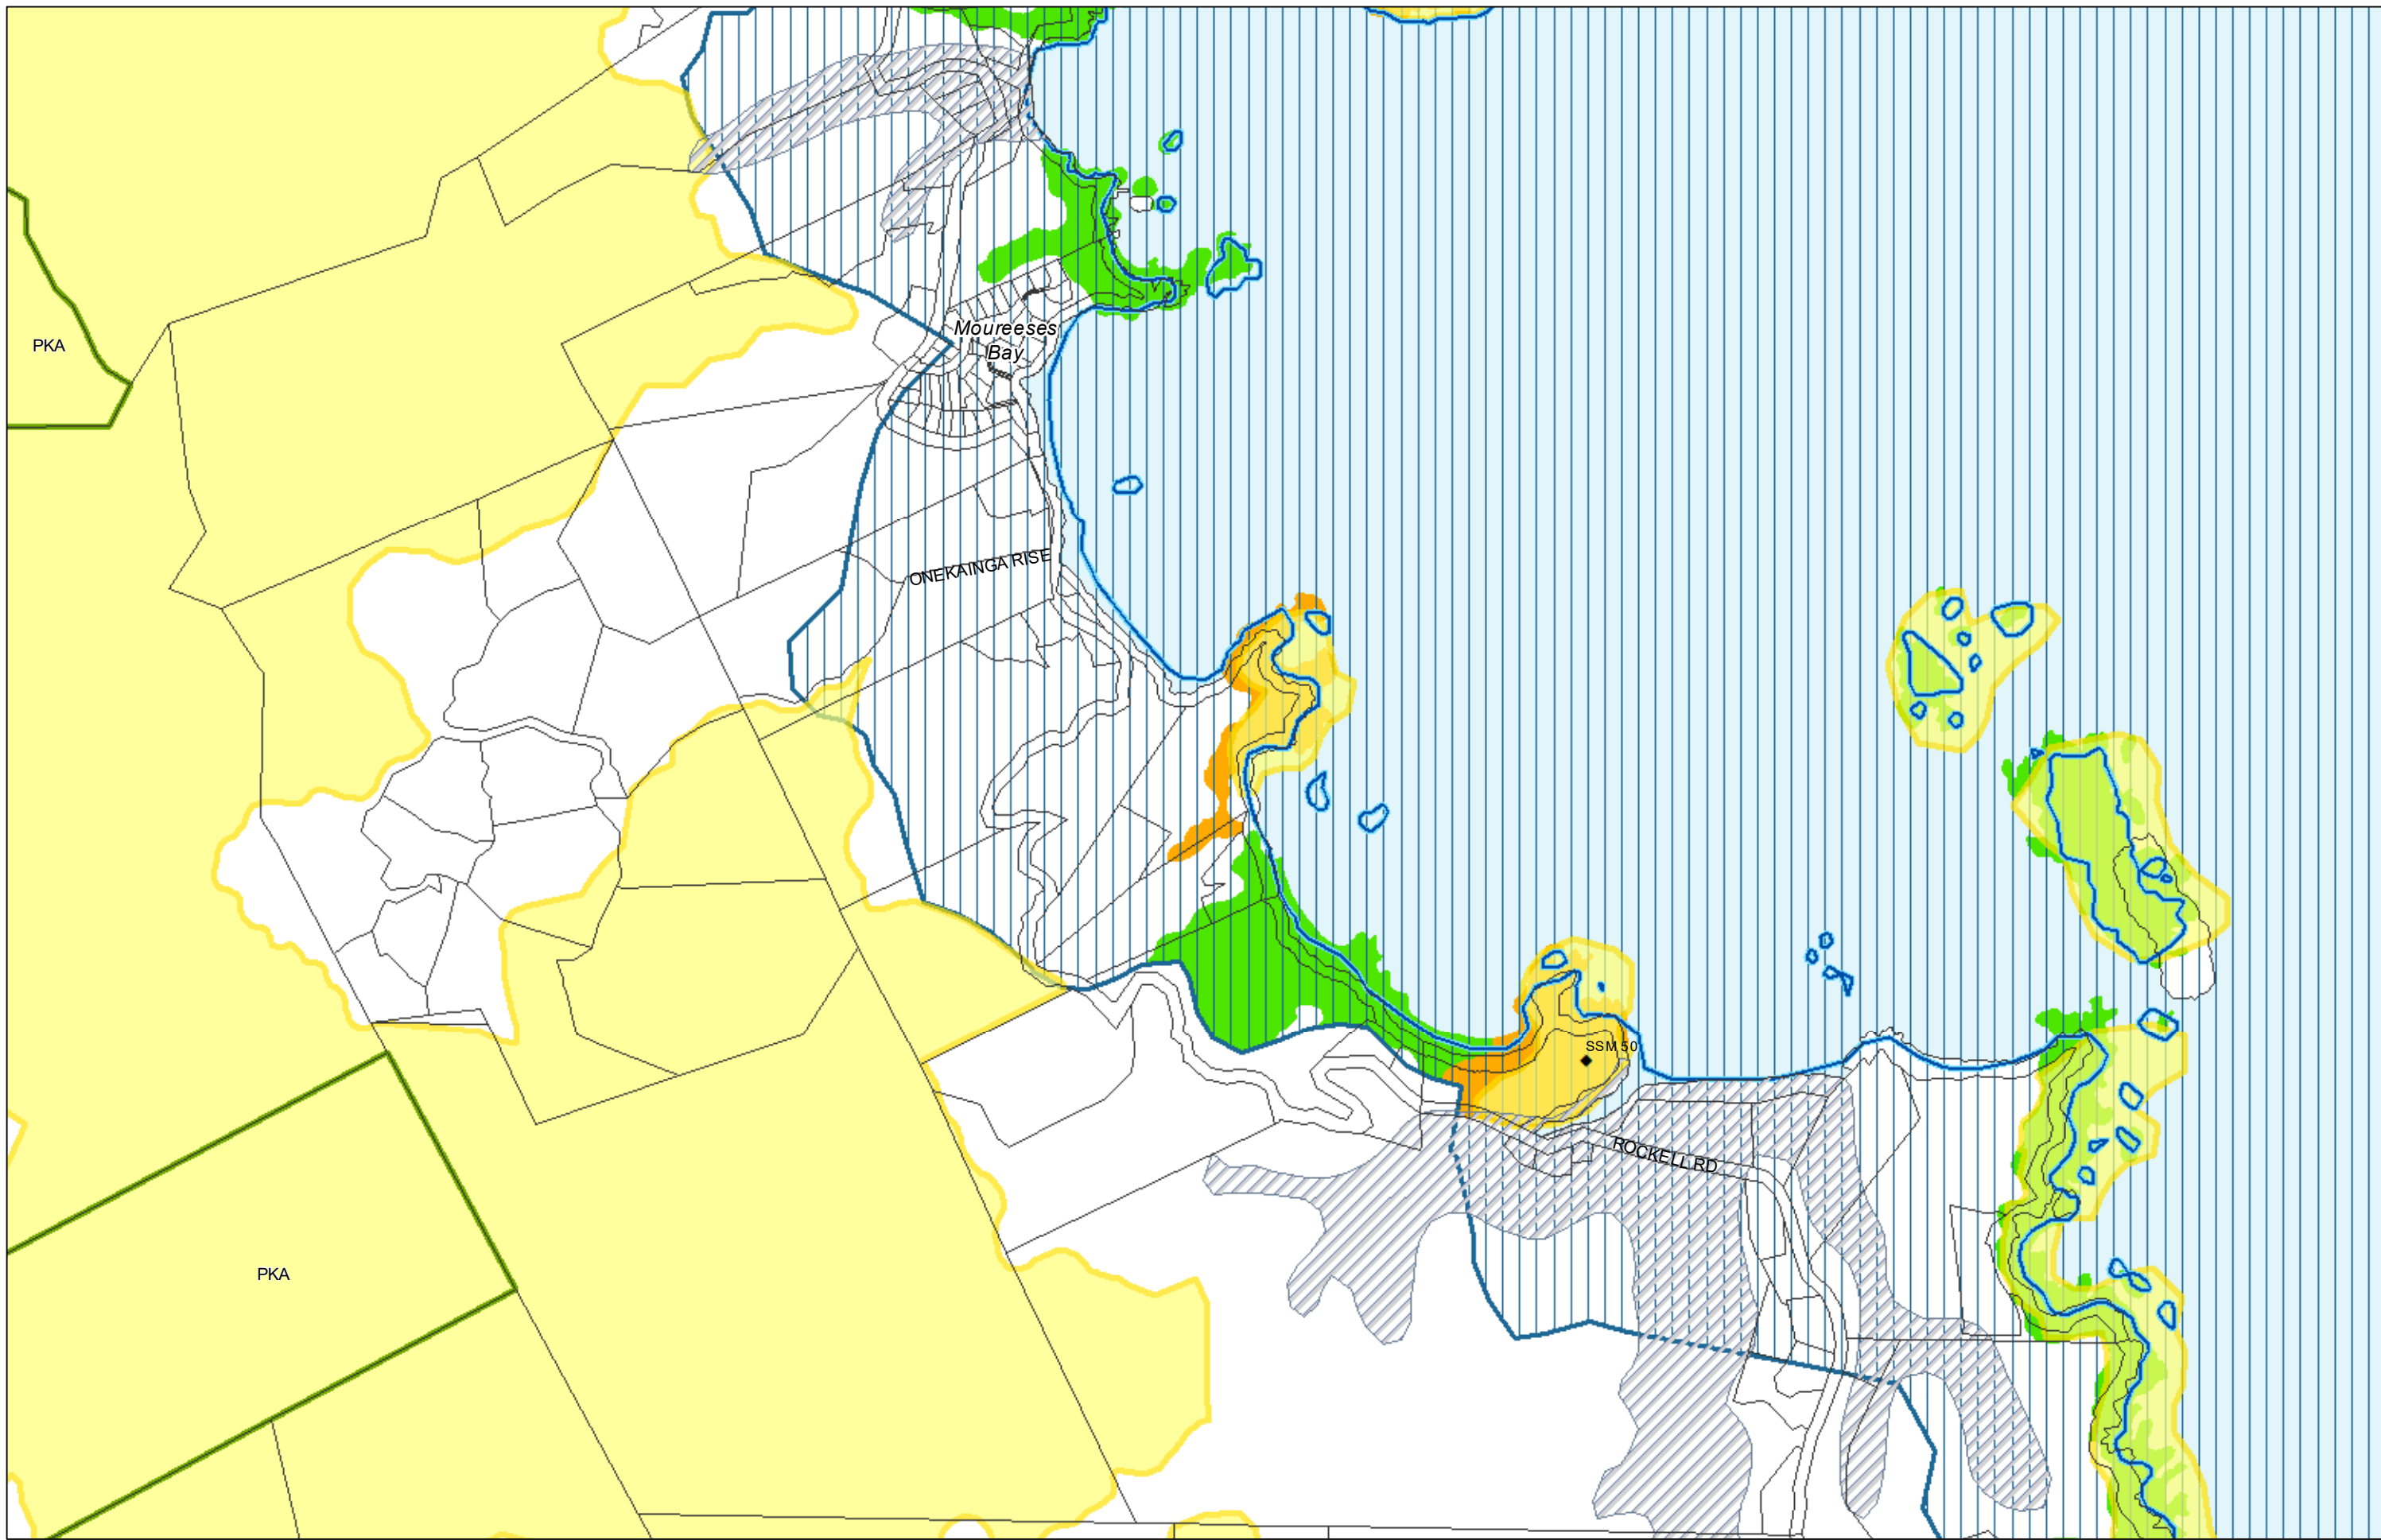 PKA
Moureeses
Bay
ONEKAINGA RISE
SSM 50
ROCKELL RD
PKA